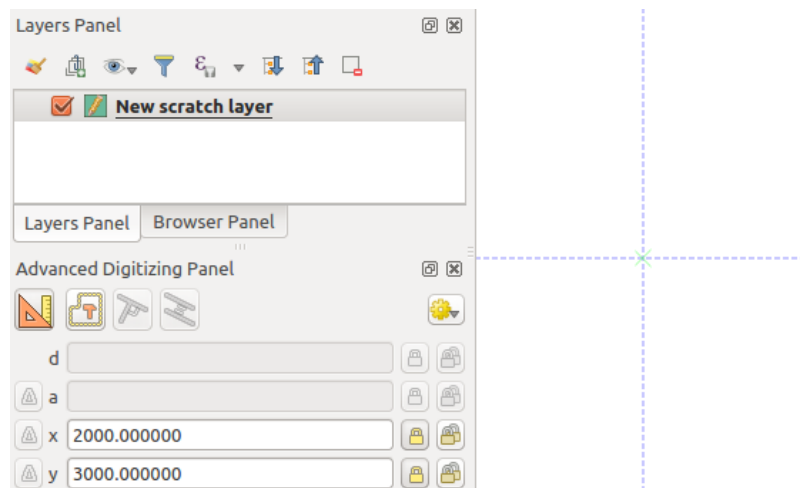 Layers Panel
New scratch layer
Layers Panel
Browser Panel
Advanced Digitizing Panel
d
a
x 2000.000000
y 3000.000000